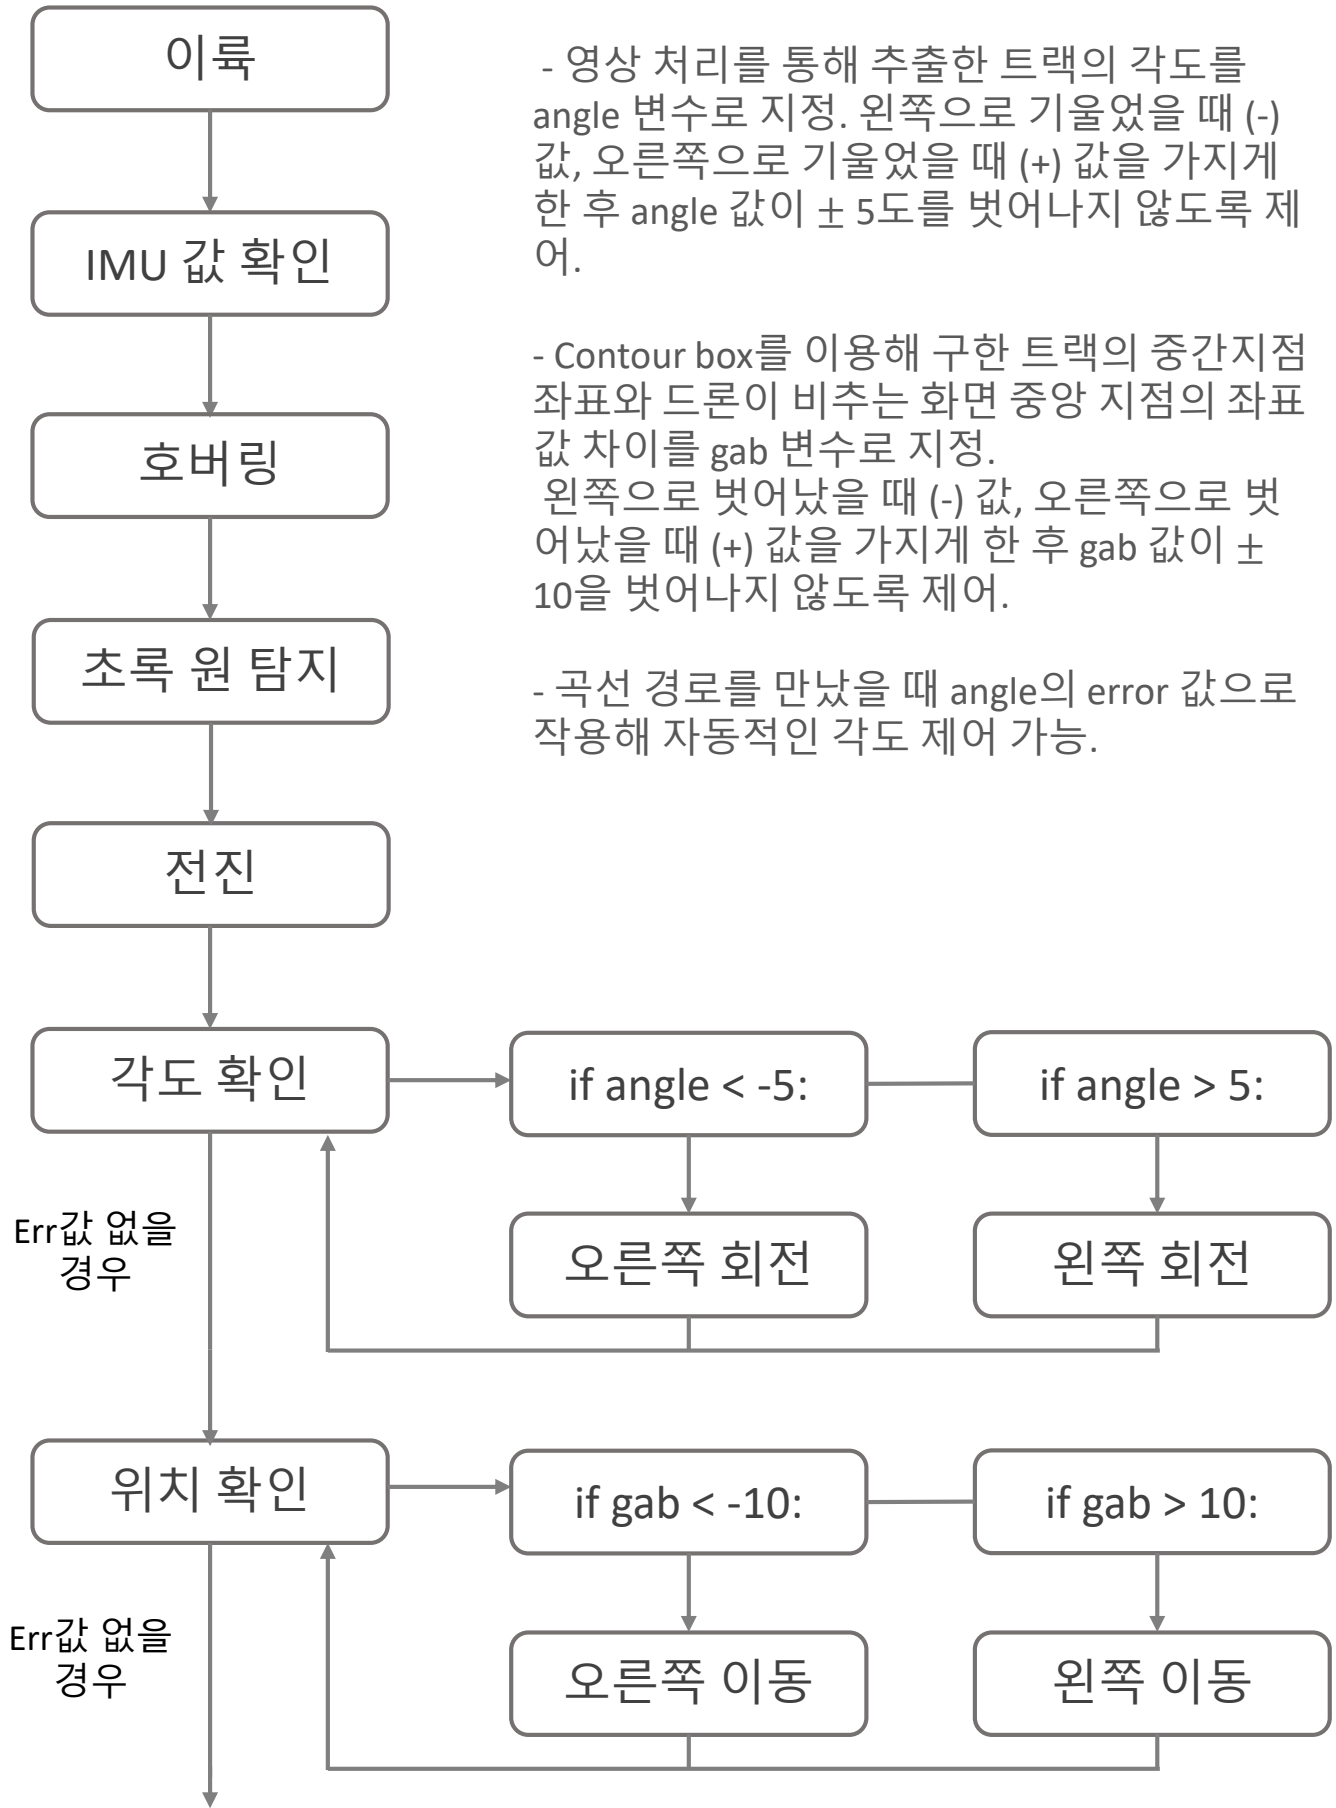 이륙
- 영상 처리를 통해 추출한 트랙의 각도를
angle 변수로 지정. 왼쪽으로 기울었을 때 (-)
값, 오른쪽으로 기울었을 때 (+) 값을 가지게
한 후 angle 값이 ± 5도를 벗어나지 않도록 제
어.
IMU 값 확인
- Contour box를 이용해 구한 트랙의 중간지점
좌표와 드론이 비추는 화면 중앙 지점의 좌표
값 차이를 gab 변수로 지정.
왼쪽으로 벗어났을 때 (-) 값, 오른쪽으로 벗
어났을 때 (+) 값을 가지게 한 후 gab 값이 ±
10을 벗어나지 않도록 제어.
호버링
초록 원 탐지
- 곡선 경로를 만났을 때 angle의 error 값으로
작용해 자동적인 각도 제어 가능.
전진
각도 확인
if angle < -5:
if angle > 5:
Err값 없을
경우
오른쪽 회전
왼쪽 회전
위치 확인
if gab < -10:
if gab > 10:
Err값 없을
경우
오른쪽 이동
왼쪽 이동